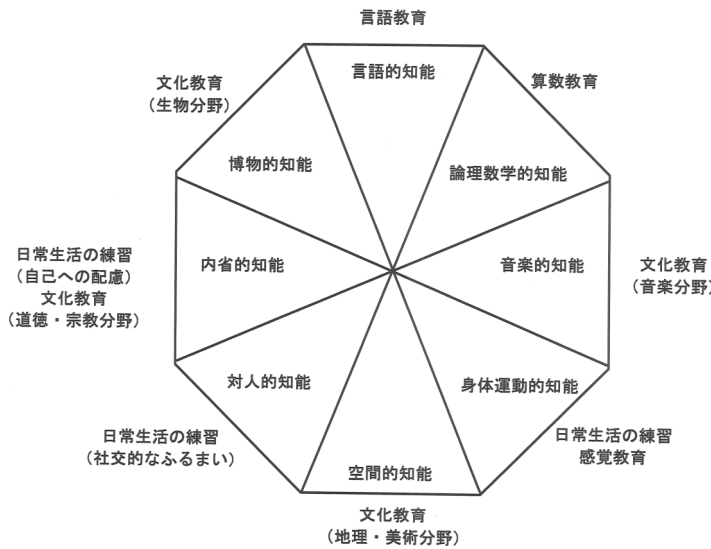 言語教育
言語的知能
文化教育
(生物分野)
算数教育
博物的知能
論理数学的知能
日常生活の練習
(自己への配慮)
文化教育
(道徳・宗教分野)
内省的知能
音楽的知能
文化教育
(音楽分野)
対人的知能
身体運動的知能
日常生活の練習
(社交的なふるまい)
日常生活の練習
感覚教育
空間的知能
文化教育
(地理・美術分野)